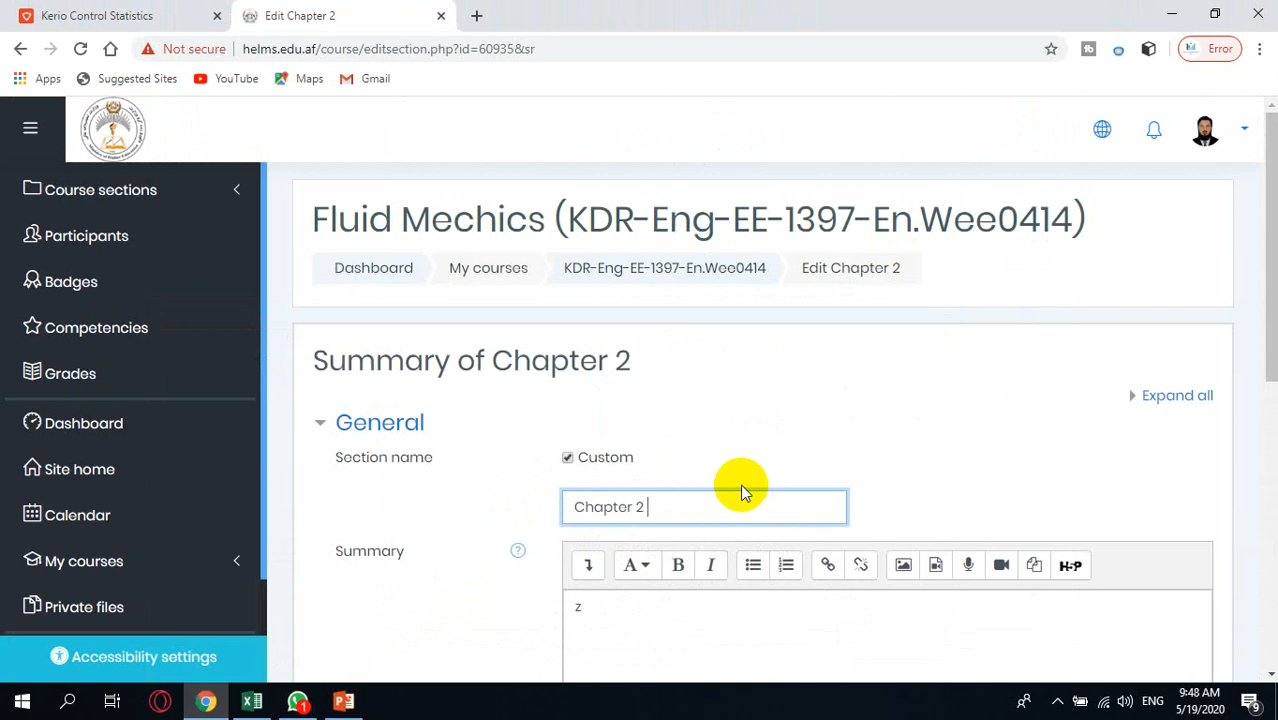 Kerio Control Statistics
Edit Chapter 2
Not secure
helms.edu.af/course/editsection.php?id=60935&sr
Error
Apps
Suggested Sites
YouTube
Maps
Gmail
Course sections
Participants
Badges
Competencies
Grades
Dashboard
Site home
Calendar
My courses
Private files
Accessibility settings
Fluid Mechics (KDR-Eng-EE-1397-En.Wee0414)
Dashboard
My courses
KDR-Eng-EE-1397-En.Wee0414
Edit Chapter 2
Summary of Chapter 2
Expand all
General
Section name
Custom
Chapter 2
Summary
A
B
I
H-P
z
1
ENG
9:48 AM
5/19/2020
9